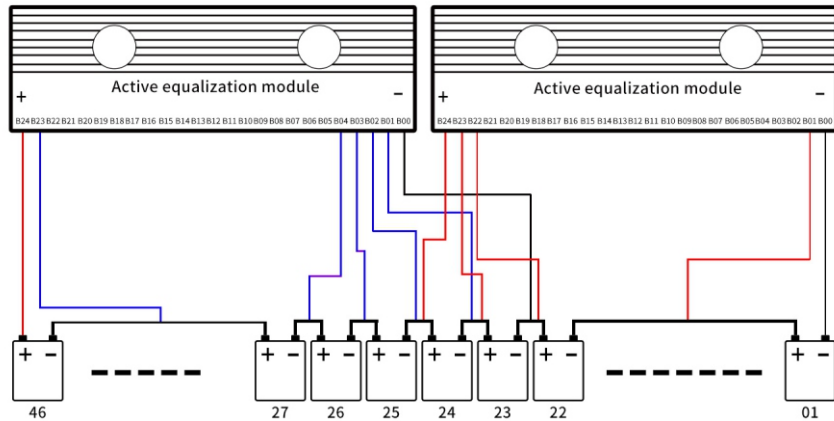 Active equalization module
Active equalization module
+ − + −
B24 B23 B22 B21 B20 B19 B18 B17 B16 B15 B14 B13 B12 B11 B10 B09 B08 B07 B06 B05 B04 B03 B02 B01 B00
B24 B23 B22 B21 B20 B19 B18 B17 B16 B15 B14 B13 B12 B11 B10 B09 B08 B07 B06 B05 B04 B03 B02 B01 B00
+ − + − + − + − + − + − + − + −
46 27 26 25 24 23 22 01